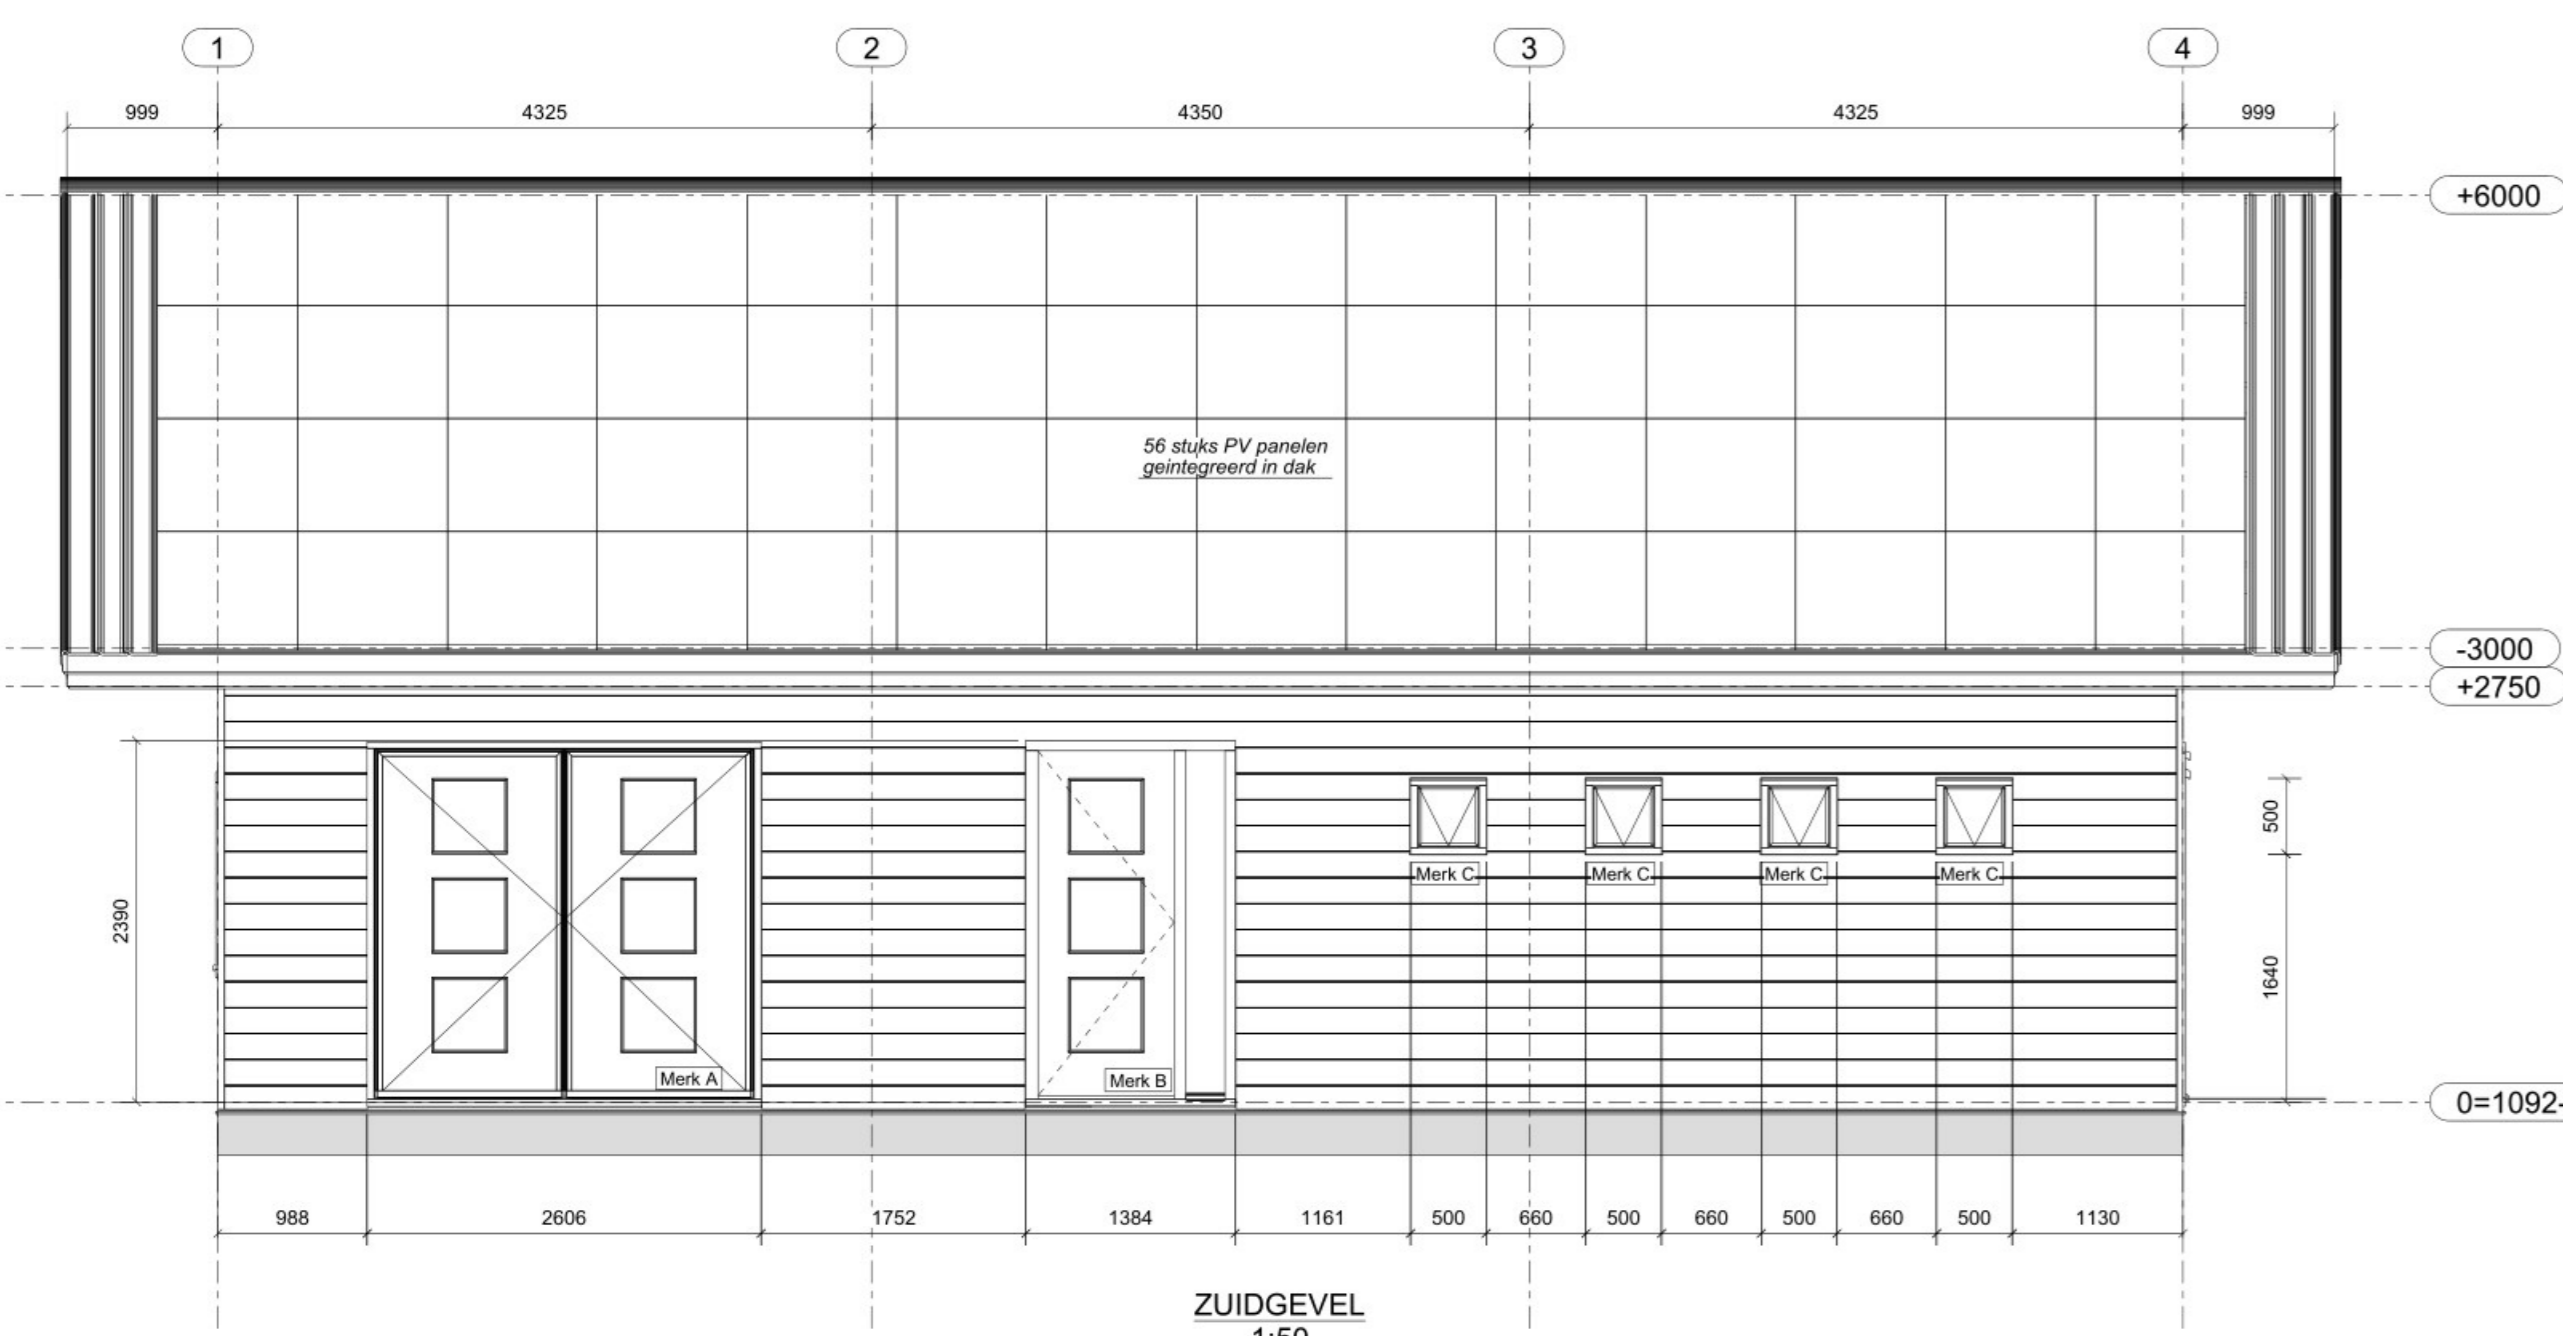 1 2 3 4
999 4325 4350 4325 999
+6000
56 stuks PV panelen
geintegreerd in dak
-3000
+2750
500
Merk C Merk C Merk C Merk C
2390
1640
Merk A Merk B
0=1092-
988 2606 1752 1384 1161 500 660 500 660 500 660 500 1130
ZUIDGEVEL
1:50